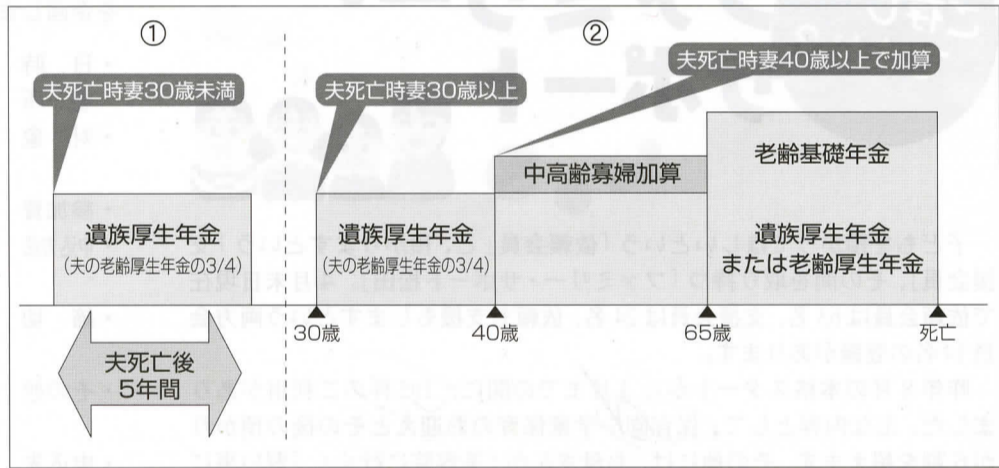 ①
夫死亡時妻30歳未満
遺族厚生年金
(夫の老齢厚生年金の3/4)
夫死亡後
5年間
②
夫死亡時妻30歳以上
夫死亡時妻40歳以上で加算
中高齢寡婦加算
遺族厚生年金
(夫の老齢厚生年金の3/4)
老齢基礎年金
遺族厚生年金
または老齢厚生年金
30歳
40歳
65歳
死亡